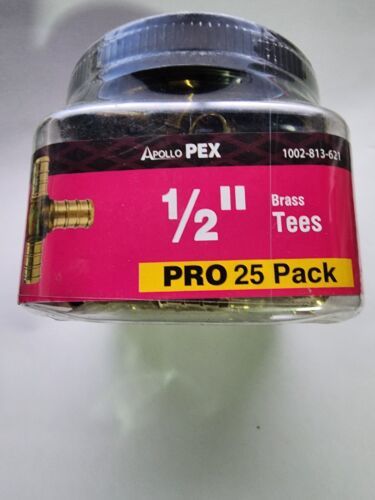 APOLLO PEX
1002-813-621
1/2"
Brass
Tees
PRO 25 Pack